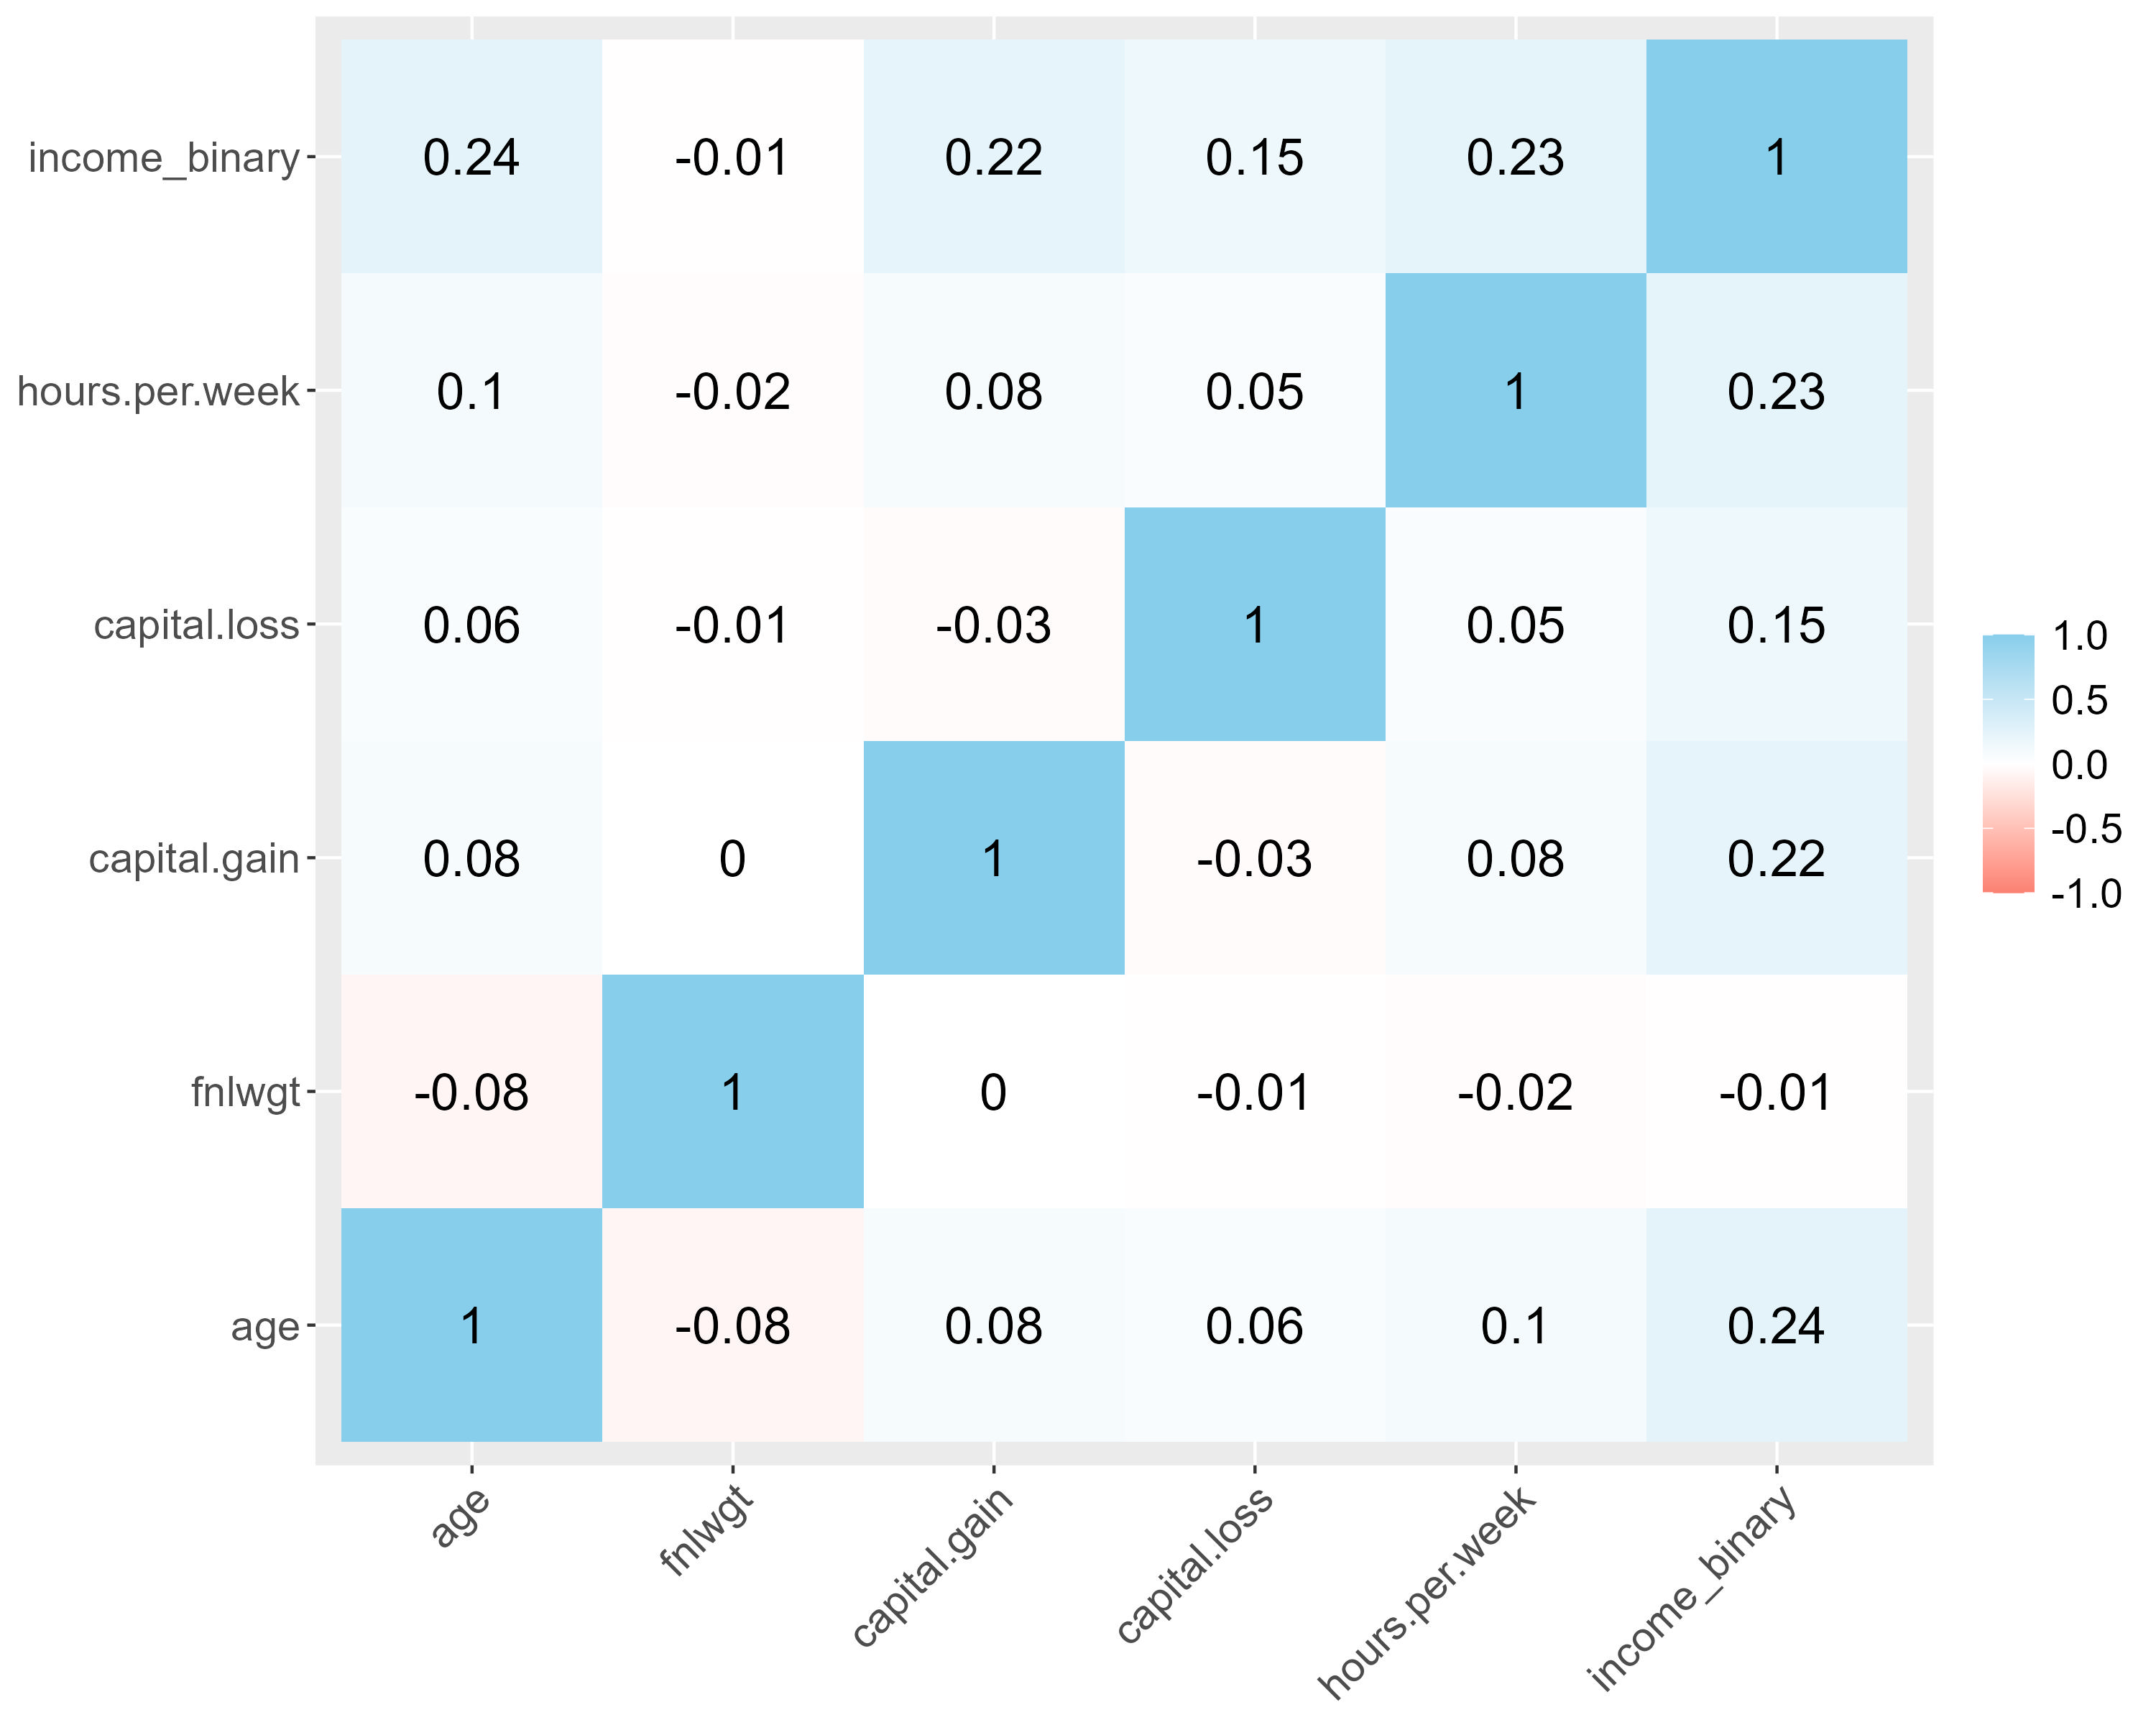 income_binary 0.24 -0.01 0.22 0.15 0.23 1
hours.per.week 0.1 -0.02 0.08 0.05 1 0.23
capital.loss 0.06 -0.01 -0.03 1 0.05 0.15
capital.gain 0.08 0 1 -0.03 0.08 0.22
fnlwgt -0.08 1 0 -0.01 -0.02 -0.01
age 1 -0.08 0.08 0.06 0.1 0.24
age fnlwgt capital.gain capital.loss hours.per.week income_binary
1.0
0.5
0.0
-0.5
-1.0